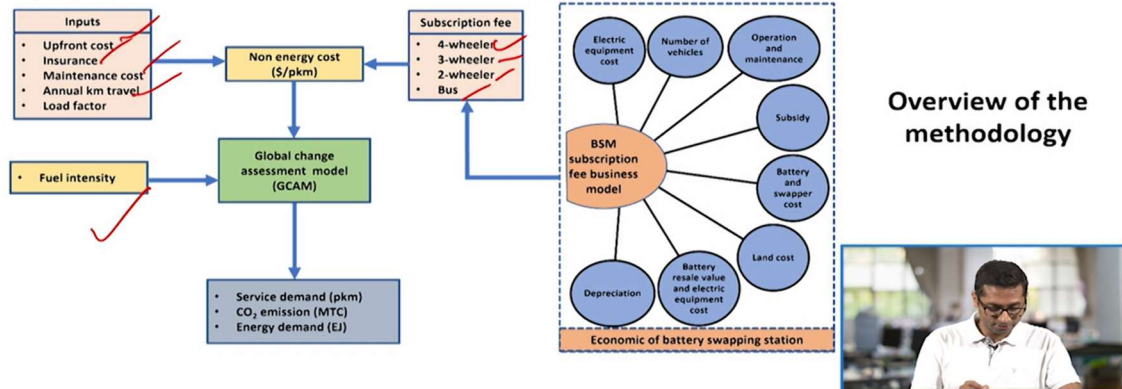 Inputs
• Upfront cost
• Insurance
• Maintenance cost
• Annual km travel
• Load factor
Non energy cost
($/pkm)
Subscription fee
• 4-wheeler
• 3-wheeler
• 2-wheeler
• Bus
• Fuel intensity
Global change
assessment model
(GCAM)
• Service demand (pkm)
• CO₂ emission (MTC)
• Energy demand (EJ)
BSM
subscription
fee business
model
Electric
equipment
cost
Number of
vehicles
Operation
and
maintenance
Subsidy
Battery
and
swapper
cost
Land cost
Battery
resale value
and electric
equipment
cost
Depreciation
Economic of battery swapping station
Overview of the
methodology